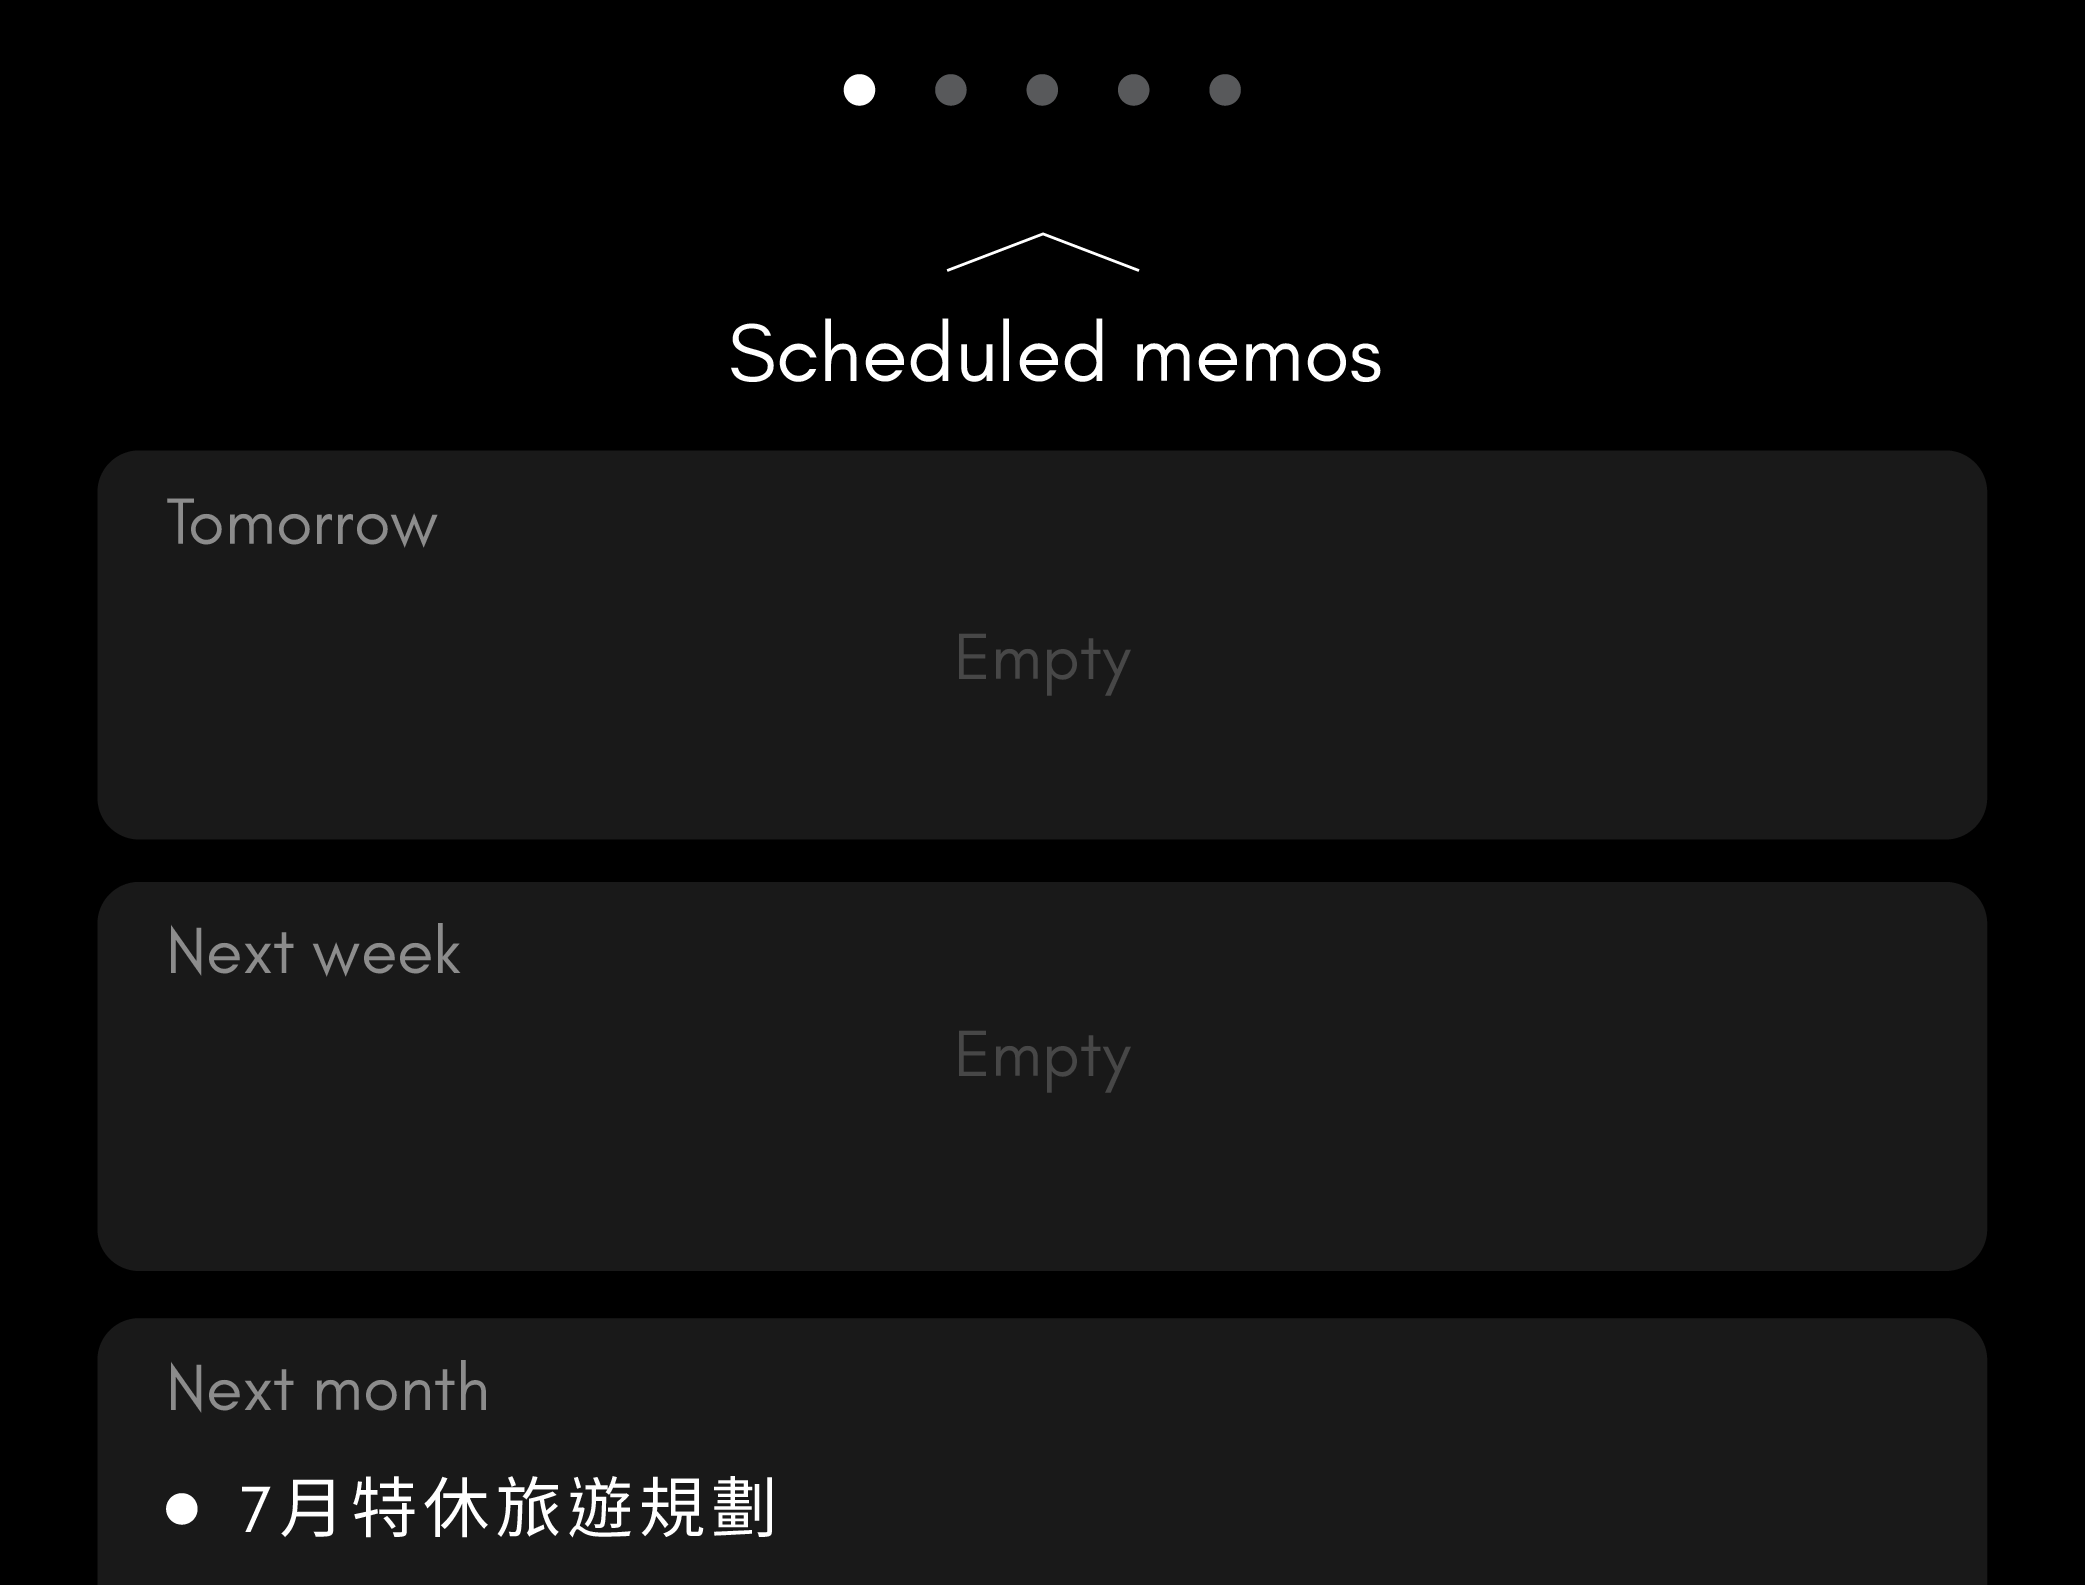 Scheduled memos
Tomorrow
Empty
Next week
Empty
Next month
7月特休旅遊規劃